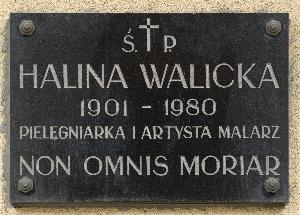 Ś † P
HALINA WALICKA
1901 - 1980
PIELĘGNIARKA I ARTYSTA MALARZ
NON OMNIS MORIAR